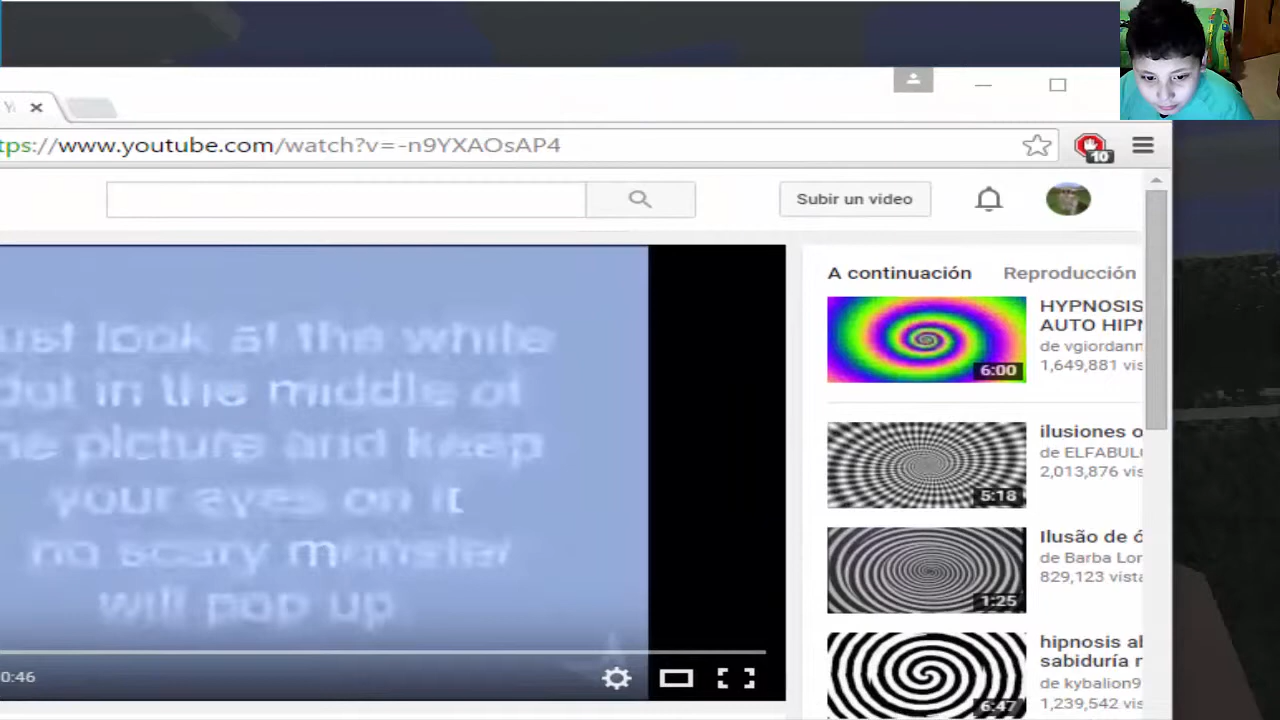 tps://www.youtube.com/watch?v=-n9YXAOsAP4
10
Subir un video
ust look at the white
dot in the middle of
he picture and keep
your eyes on it
no scary monster
will pop up
0:46
A continuación
Reproducción
HYPNOSIS
AUTO HIPN
de vgiordann
1,649,881 vis
6:00
ilusiones o
de ELFABULO
2,013,876 vis
5:18
Ilusão de ó
de Barba Lor
829,123 vista
1:25
hipnosis al
sabiduría r
de kybalion9
1,239,542 vis
6:47